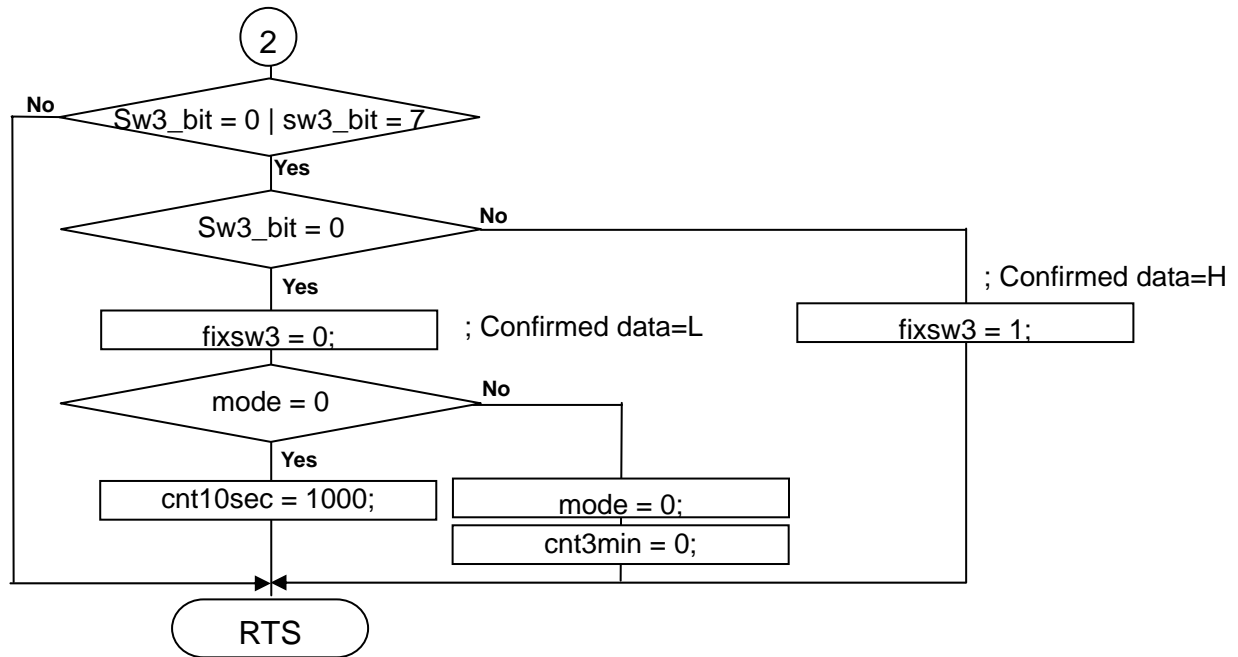 2
No
Sw3_bit = 0 | sw3_bit = 7
Yes
Sw3_bit = 0
No
Yes
; Confirmed data=H
fixsw3 = 0;
; Confirmed data=L
fixsw3 = 1;
mode = 0
No
Yes
cnt10sec = 1000;
mode = 0;
cnt3min = 0;
RTS